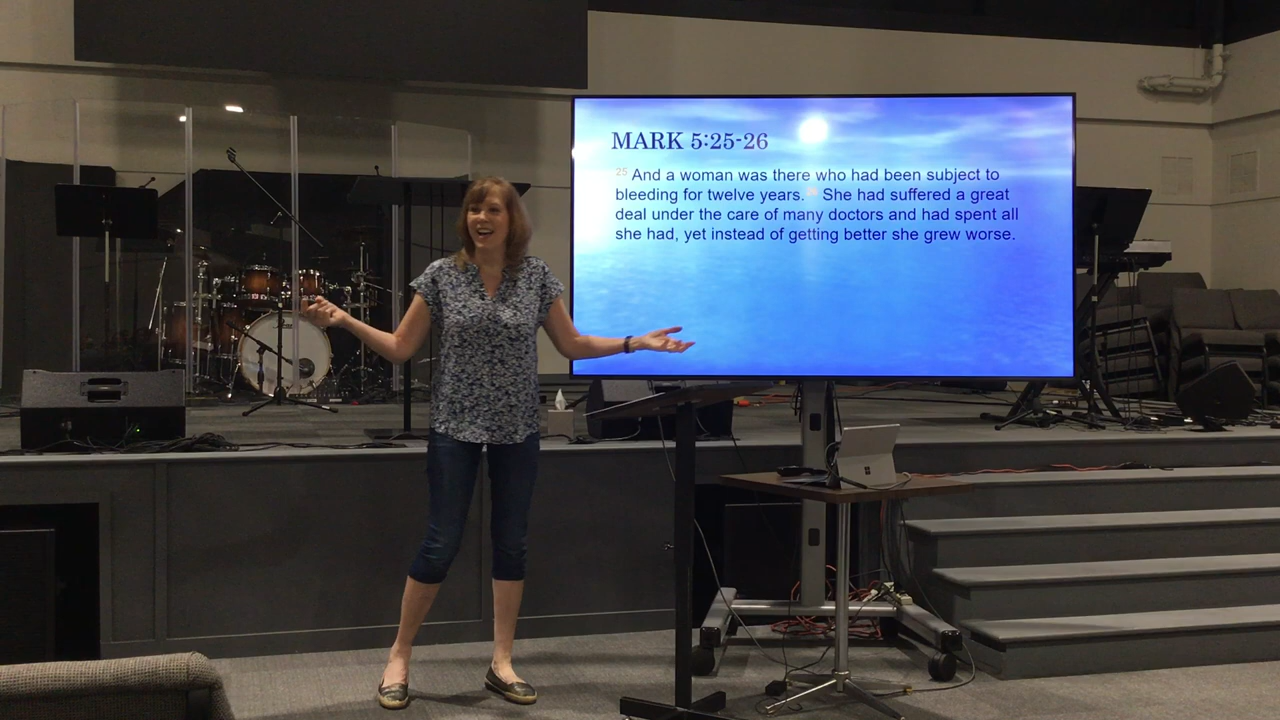 MARK 5:25-26
25 And a woman was there who had been subject to
bleeding for twelve years. 26 She had suffered a great
deal under the care of many doctors and had spent all
she had, yet instead of getting better she grew worse.